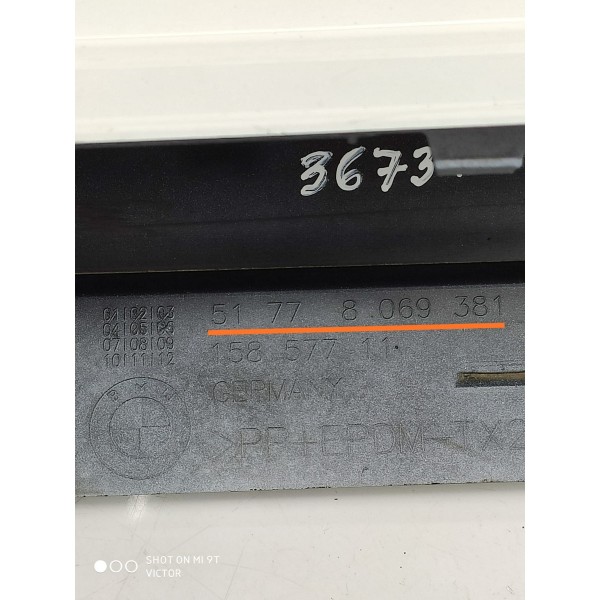 3673
01|02|03
04|05|06
07|08|09
10|11|12
51 77 8.069 381
158 577 11
BMW
GERMANY
>PP+EPDM-TX2
SHOT ON MI 9T
VICTOR